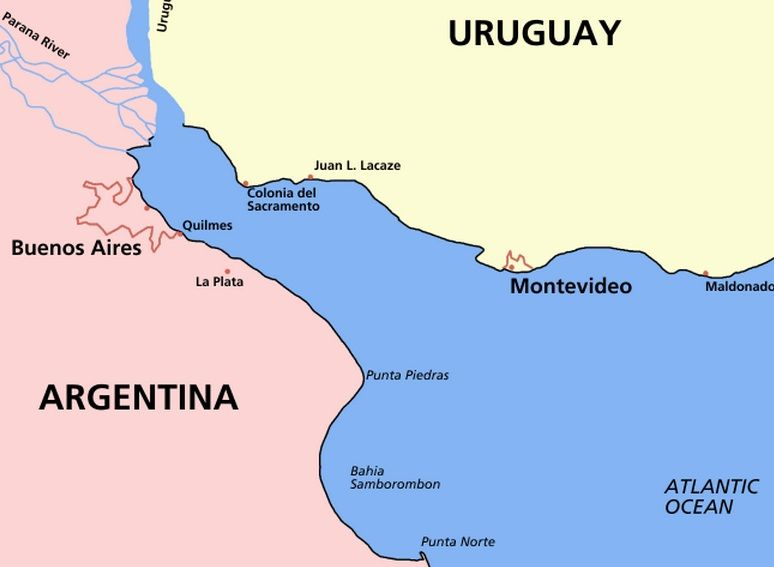 Parana River
URUGUAY
Juan L. Lacaze
Colonia del
Sacramento
Quilmes
Buenos Aires
La Plata
Montevideo
Maldonado
Punta Piedras
ARGENTINA
Bahia
Samborombon
ATLANTIC
OCEAN
Punta Norte